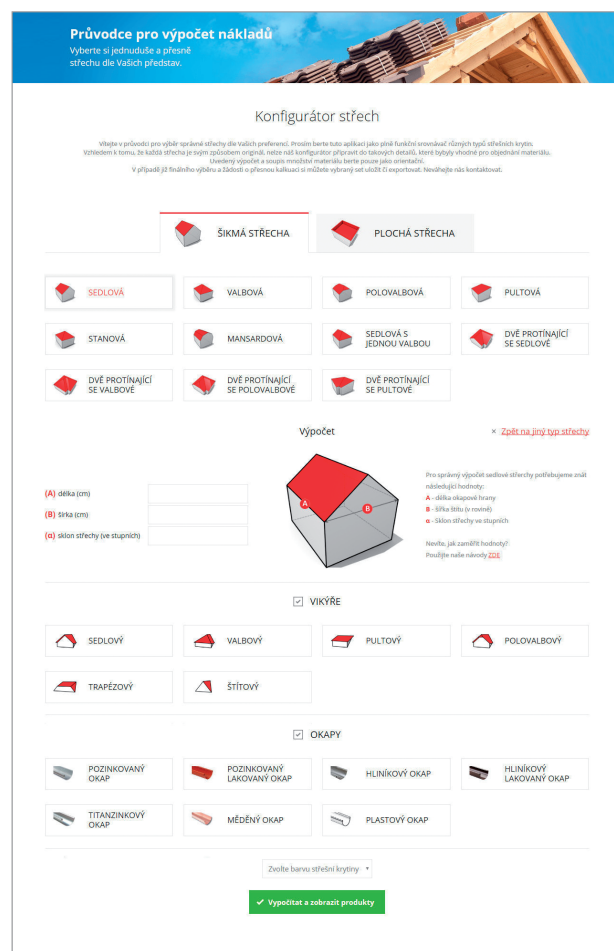 Průvodce pro výpočet nákladů
Vyberte si jednuduše a přesně
střechu dle Vašich představ.
Konfigurátor střech
Vítejte v průvodci pro výběr správné střechy dle Vašich preferencí. Prosím berte tuto aplikaci jako plně funkční srovnávač různých typů střešních krytin.
Vzhledem k tomu, že každá střecha je svým způsobem originál, nelze náš konfigurátor připravit do takových detailů, které bybyly vhodné pro objednání materiálu.
Uvedený výpočet a soupis množství materiálu berte pouze jako orientační.
V případě již finálního výběru a žádosti o přesnou kalkuaci si můžete vybraný set uložit či exportovat. Neváhejte nás kontaktovat.
ŠIKMÁ STŘECHA
PLOCHÁ STŘECHA
SEDLOVÁ
VALBOVÁ
POLOVALBOVÁ
PULTOVÁ
STANOVÁ
MANSARDOVÁ
SEDLOVÁ S
JEDNOU VALBOU
DVĚ PROTÍNAJÍCÍ
SE SEDLOVÉ
DVĚ PROTÍNAJÍCÍ
SE VALBOVÉ
DVĚ PROTÍNAJÍCÍ
SE POLOVALBOVÉ
DVĚ PROTÍNAJÍCÍ
SE PULTOVÉ
Výpočet
× Zpět na jiný typ střechy
(A) délka (cm)
(B) šírka (cm)
(α) sklon střechy (ve stupních)
A
B
Pro správný výpočet sedlové střerchy potřebujeme znát
následující hodnoty:
A - délka okapové hrany
B - šířka štítu (v rovině)
α - Sklon střechy ve stupních
Nevíte, jak zaměřit hodnoty?
Použijte naše návody ZDE
VIKÝŘE
SEDLOVÝ
VALBOVÝ
PULTOVÝ
POLOVALBOVÝ
TRAPÉZOVÝ
ŠTÍTOVÝ
OKAPY
POZINKOVANÝ
OKAP
POZINKOVANÝ
LAKOVANÝ OKAP
HLINÍKOVÝ OKAP
HLINÍKOVÝ
LAKOVANÝ OKAP
TITANZINKOVÝ
OKAP
MĚDĚNÝ OKAP
PLASTOVÝ OKAP
Zvolte barvu střešní krytiny
Vypočítat a zobrazit produkty